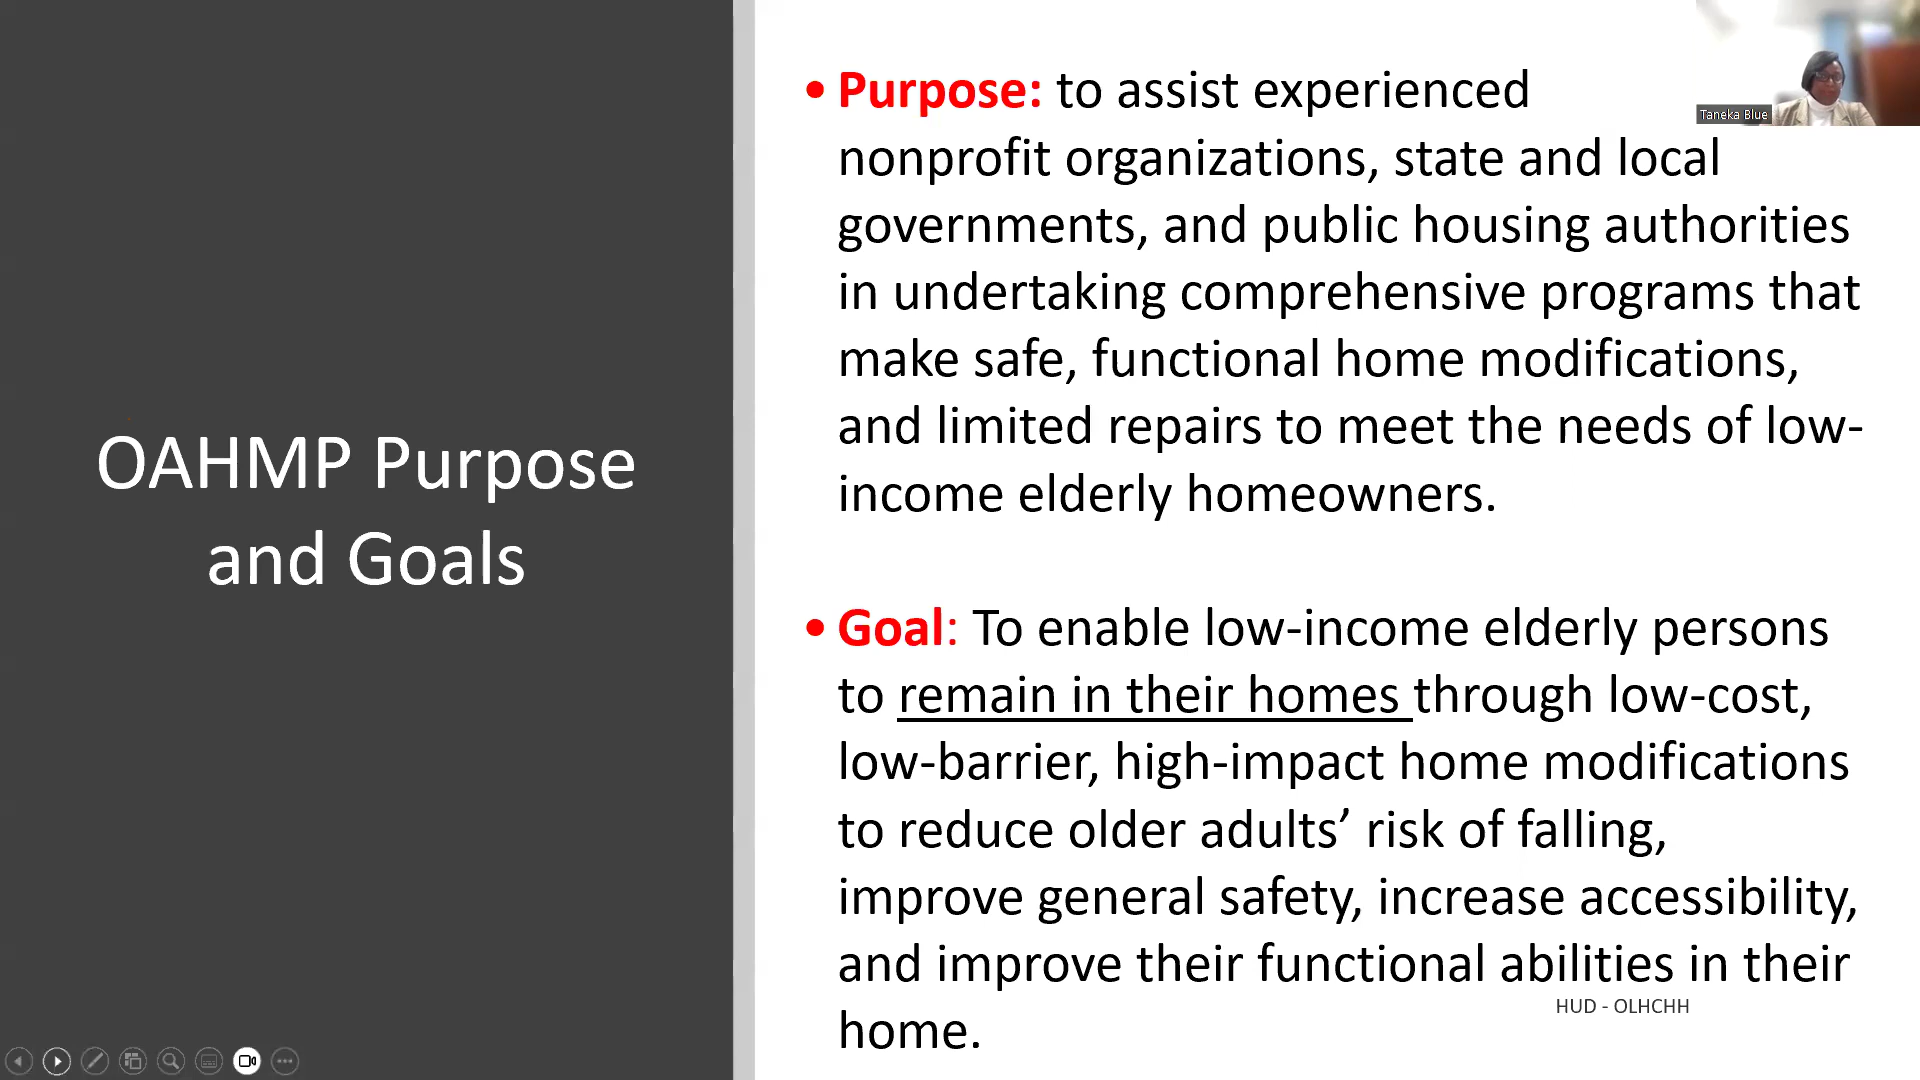 OAHMP Purpose
and Goals
• Purpose: to assist experienced
nonprofit organizations, state and local
governments, and public housing authorities
in undertaking comprehensive programs that
make safe, functional home modifications,
and limited repairs to meet the needs of low-
income elderly homeowners.
• Goal: To enable low-income elderly persons
to remain in their homes through low-cost,
low-barrier, high-impact home modifications
to reduce older adults’ risk of falling,
improve general safety, increase accessibility,
and improve their functional abilities in their
home.
HUD - OLHCHH
Taneka Blue